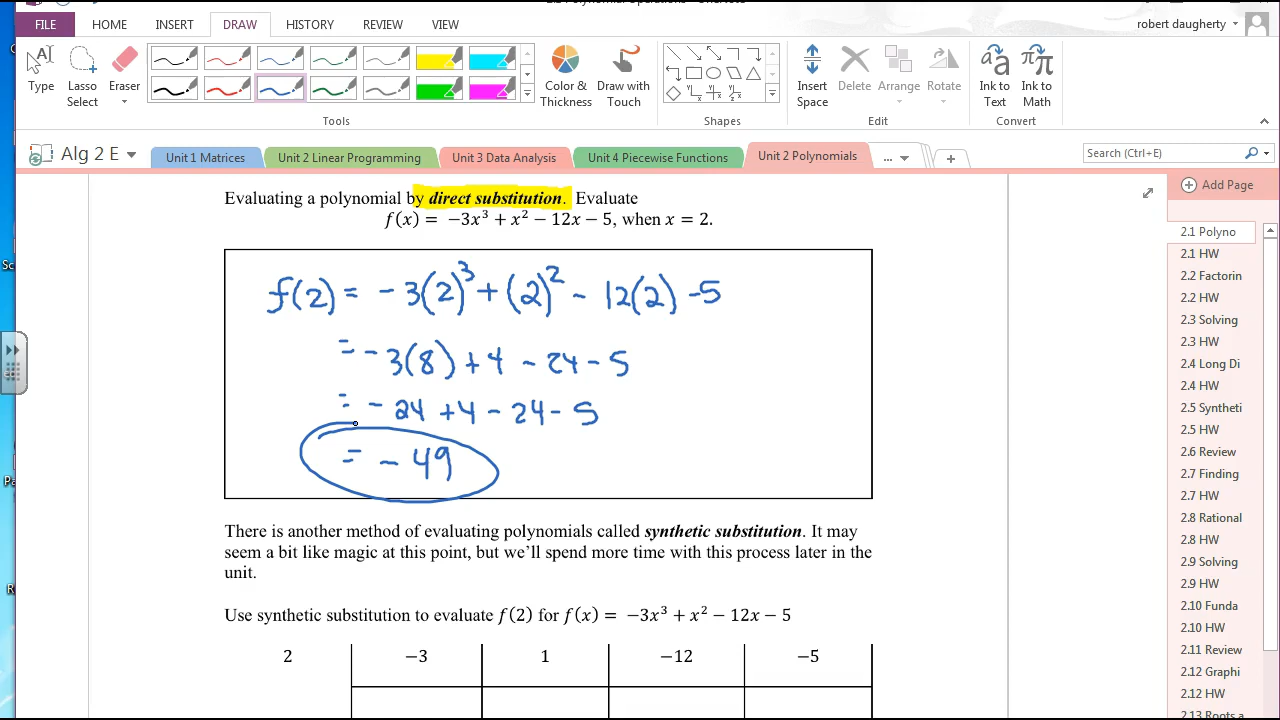 FILE HOME INSERT DRAW HISTORY REVIEW VIEW robert daugherty
Type Lasso Select Eraser Color & Thickness Draw with Touch Insert Space Delete Arrange Rotate Ink to Text Ink to Math
Tools Shapes Edit Convert
Alg 2 E Unit 1 Matrices Unit 2 Linear Programming Unit 3 Data Analysis Unit 4 Piecewise Functions Unit 2 Polynomials ... Search (Ctrl+E)
Add Page
Evaluating a polynomial by direct substitution. Evaluate
f(x) = −3x³ + x² − 12x − 5, when x = 2.
f(2) = -3(2)³ + (2)² - 12(2) -5
= -3(8) +4 - 24 - 5
= -24 +4 - 24 - 5
= -49
There is another method of evaluating polynomials called synthetic substitution. It may
seem a bit like magic at this point, but we’ll spend more time with this process later in the
unit.
Use synthetic substitution to evaluate f(2) for f(x) = −3x³ + x² − 12x − 5
2 −3 1 −12 −5
2.1 Polyno
2.1 HW
2.2 Factorin
2.2 HW
2.3 Solving
2.3 HW
2.4 Long Di
2.4 HW
2.5 Syntheti
2.5 HW
2.6 Review
2.7 Finding
2.7 HW
2.8 Rational
2.8 HW
2.9 Solving
2.9 HW
2.10 Funda
2.10 HW
2.11 Review
2.12 Graphi
2.12 HW
2.13 Roots a